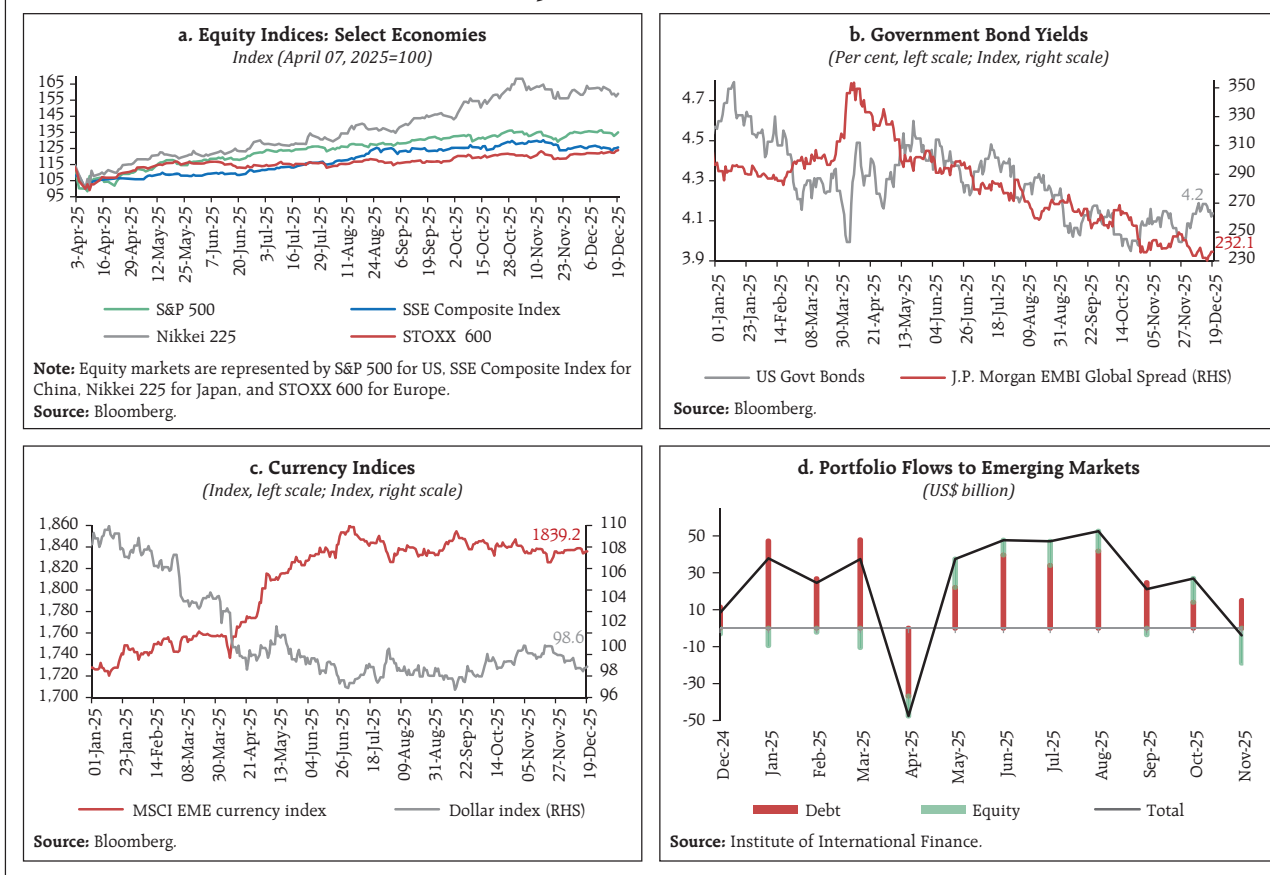 a. Equity Indices: Select Economies
Index (April 07, 2025=100)
165
155
145
135
125
115
105
95
3-Apr-25
16-Apr-25
29-Apr-25
12-May-25
25-May-25
7-Jun-25
20-Jun-25
3-Jul-25
16-Jul-25
29-Jul-25
11-Aug-25
24-Aug-25
6-Sep-25
19-Sep-25
2-Oct-25
15-Oct-25
28-Oct-25
10-Nov-25
23-Nov-25
6-Dec-25
19-Dec-25
S&P 500
SSE Composite Index
Nikkei 225
STOXX 600
Note: Equity markets are represented by S&P 500 for US, SSE Composite Index for
China, Nikkei 225 for Japan, and STOXX 600 for Europe.
Source: Bloomberg.
b. Government Bond Yields
(Per cent, left scale; Index, right scale)
4.7
4.5
4.3
4.1
3.9
350
330
310
290
270
250
230
4.2
232.1
01-Jan-25
23-Jan-25
14-Feb-25
08-Mar-25
30-Mar-25
21-Apr-25
13-May-25
04-Jun-25
26-Jun-25
18-Jul-25
09-Aug-25
31-Aug-25
22-Sep-25
14-Oct-25
05-Nov-25
27-Nov-25
19-Dec-25
US Govt Bonds
J.P. Morgan EMBI Global Spread (RHS)
Source: Bloomberg.
c. Currency Indices
(Index, left scale; Index, right scale)
1,860
1,840
1,820
1,800
1,780
1,760
1,740
1,720
1,700
110
108
106
104
102
100
98
96
1839.2
98.6
01-Jan-25
23-Jan-25
14-Feb-25
08-Mar-25
30-Mar-25
21-Apr-25
13-May-25
04-Jun-25
26-Jun-25
18-Jul-25
09-Aug-25
31-Aug-25
22-Sep-25
14-Oct-25
05-Nov-25
27-Nov-25
19-Dec-25
MSCI EME currency index
Dollar index (RHS)
Source: Bloomberg.
d. Portfolio Flows to Emerging Markets
(US$ billion)
50
30
10
-10
-30
-50
Dec-24
Jan-25
Feb-25
Mar-25
Apr-25
May-25
Jun-25
Jul-25
Aug-25
Sep-25
Oct-25
Nov-25
Debt
Equity
Total
Source: Institute of International Finance.